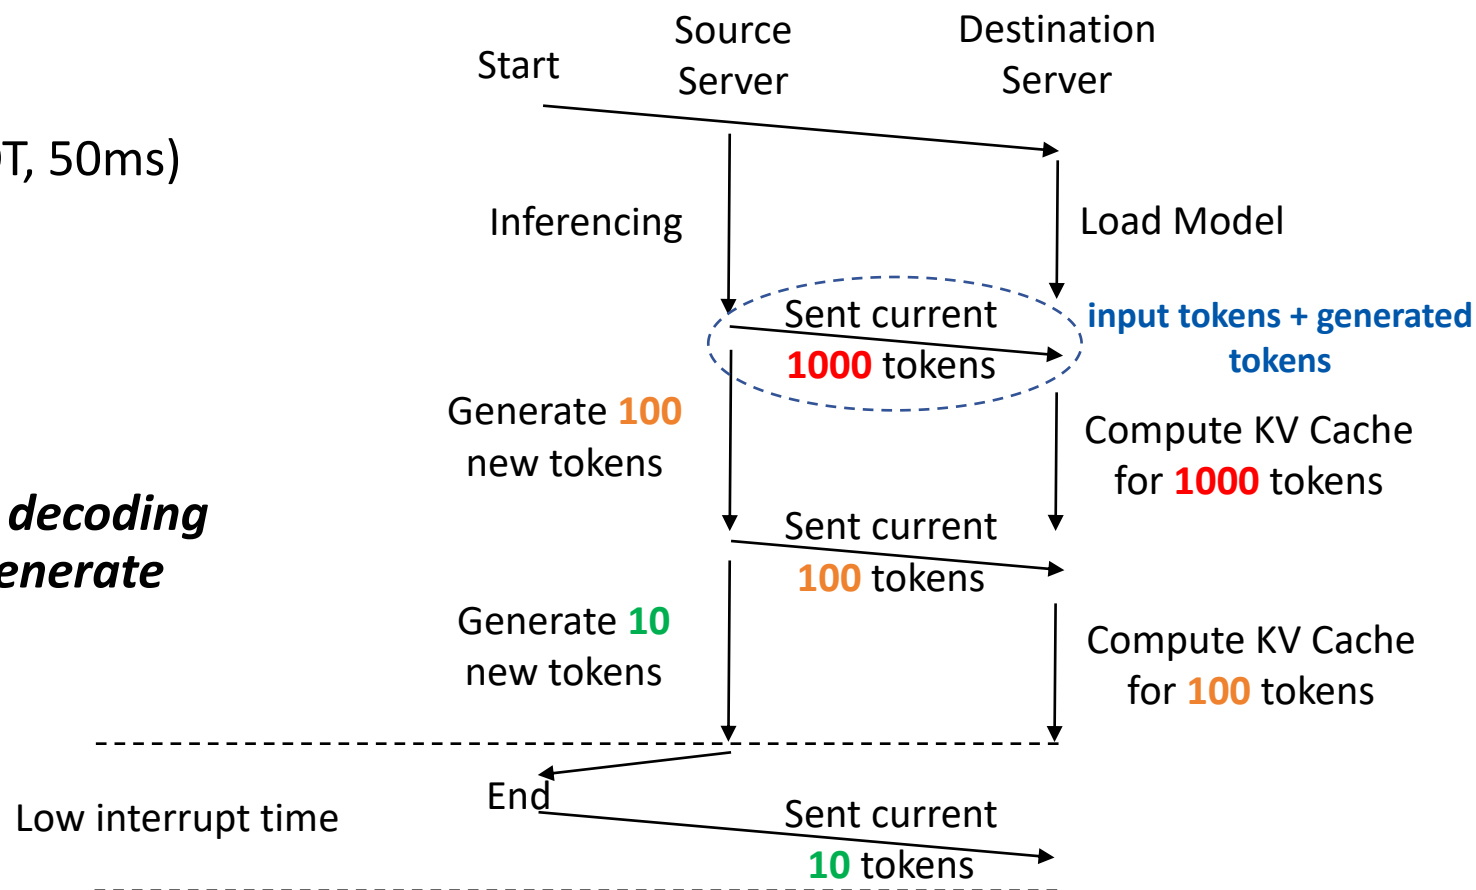 Source
Server
Destination
Server
Start
T, 50ms)
Inferencing
Load Model
Sent current
1000 tokens
input tokens + generated
tokens
Generate 100
new tokens
Compute KV Cache
for 1000 tokens
decoding
enerate
Sent current
100 tokens
Generate 10
new tokens
Compute KV Cache
for 100 tokens
End
Low interrupt time
Sent current
10 tokens